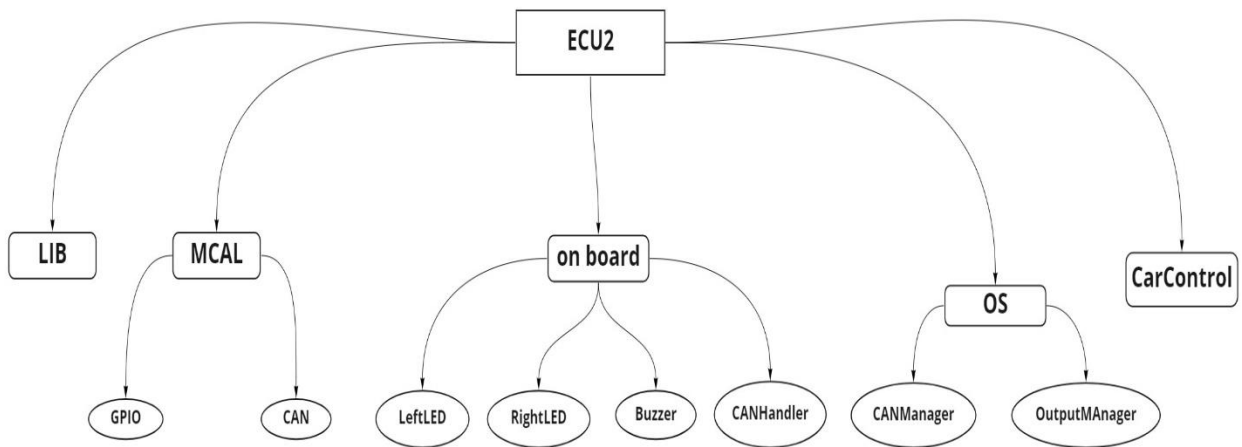 ECU2
LIB
MCAL
on board
OS
CarControl
GPIO
CAN
LeftLED
RightLED
Buzzer
CANHandler
CANManager
OutputMAnager